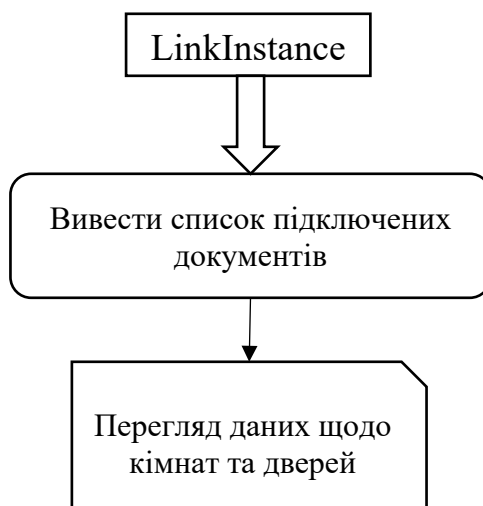 LinkInstance
Вивести список підключених
документів
Перегляд даних щодо
кімнат та дверей